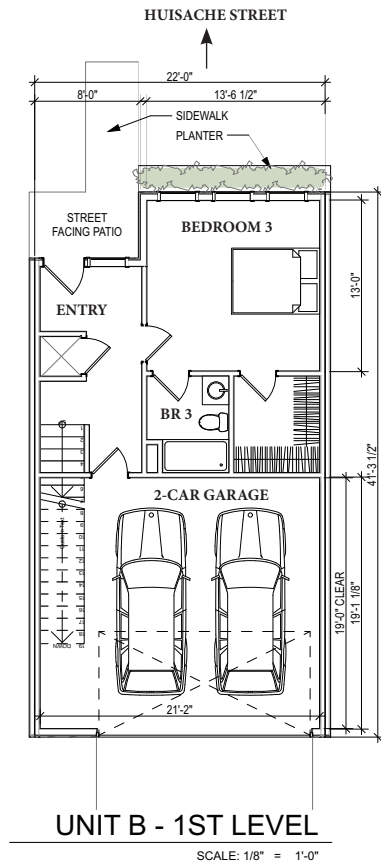 HUISACHE STREET
22'-0"
8'-0"
13'-6 1/2"
SIDEWALK
PLANTER
STREET
FACING PATIO
BEDROOM 3
13'-0"
ENTRY
BR 3
41'-3 1/2"
2-CAR GARAGE
19'-0" CLEAR
19'-1 1/8"
DOWN
21'-2"
UNIT B - 1ST LEVEL
SCALE: 1/8" = 1'-0"